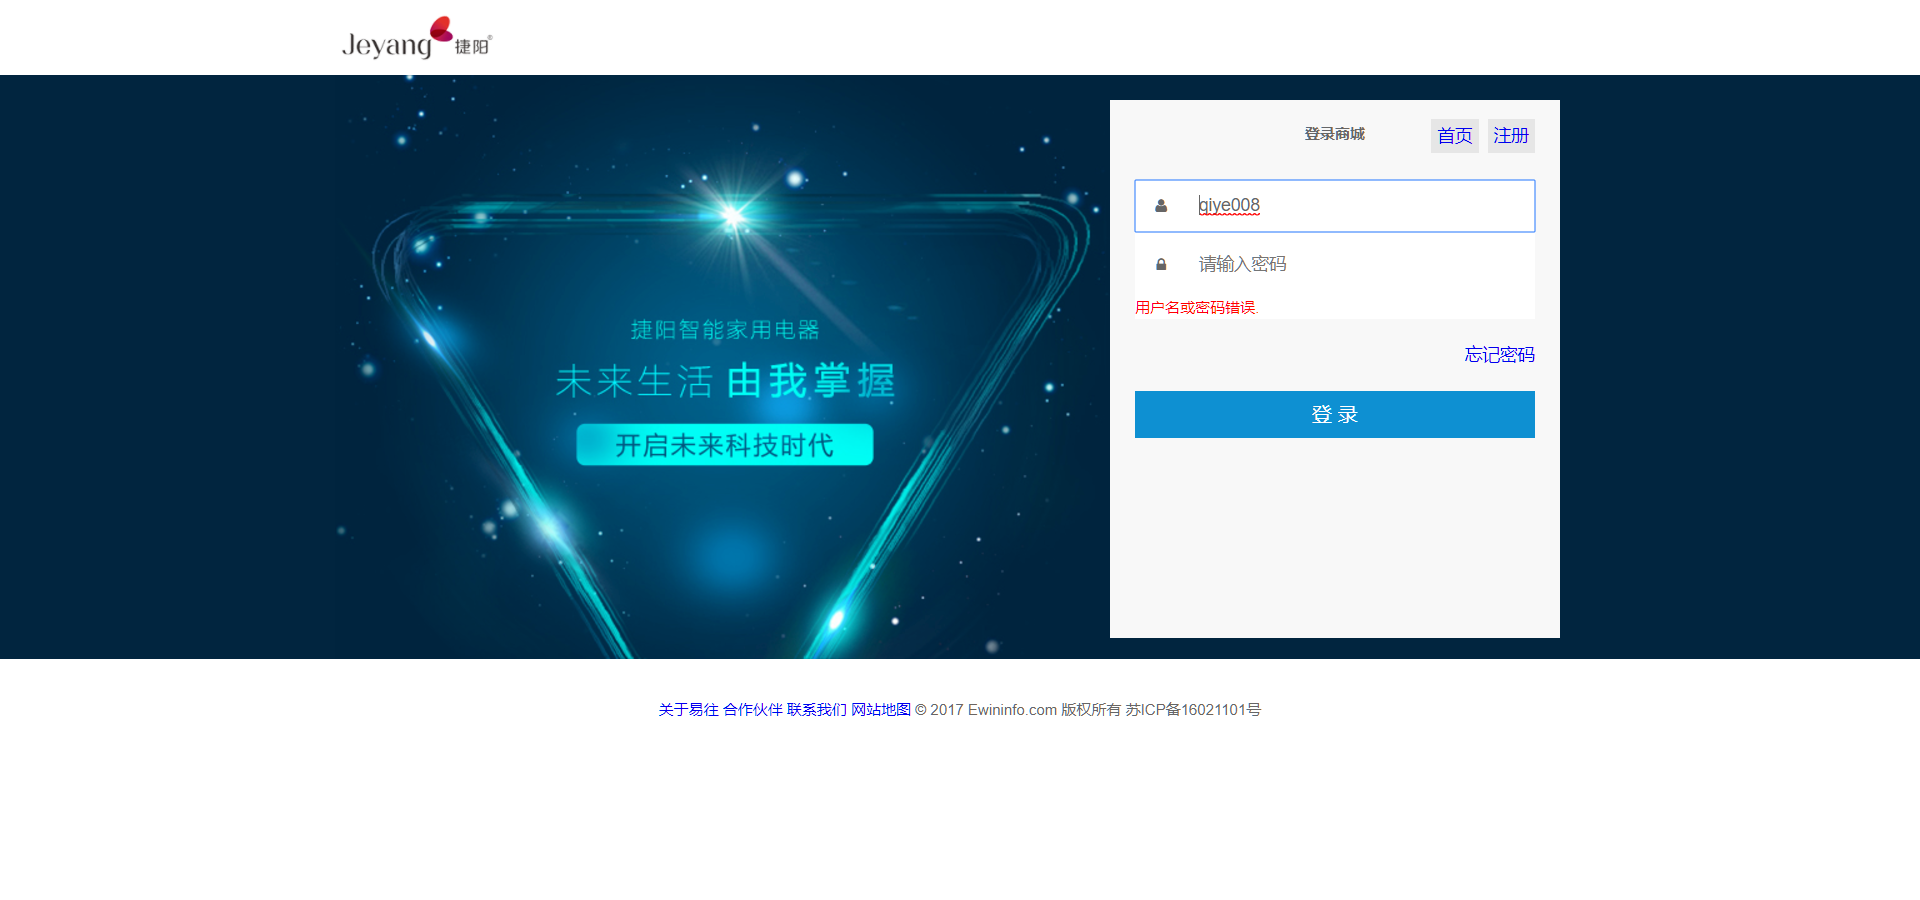 Jeyang 捷阳®
登录商城
首页 注册
qiye008
请输入密码
用户名或密码错误.
忘记密码
登 录
捷阳智能家用电器
未来生活 由我掌握
开启未来科技时代
关于易往 合作伙伴 联系我们 网站地图 © 2017 Ewininfo.com 版权所有 苏ICP备16021101号